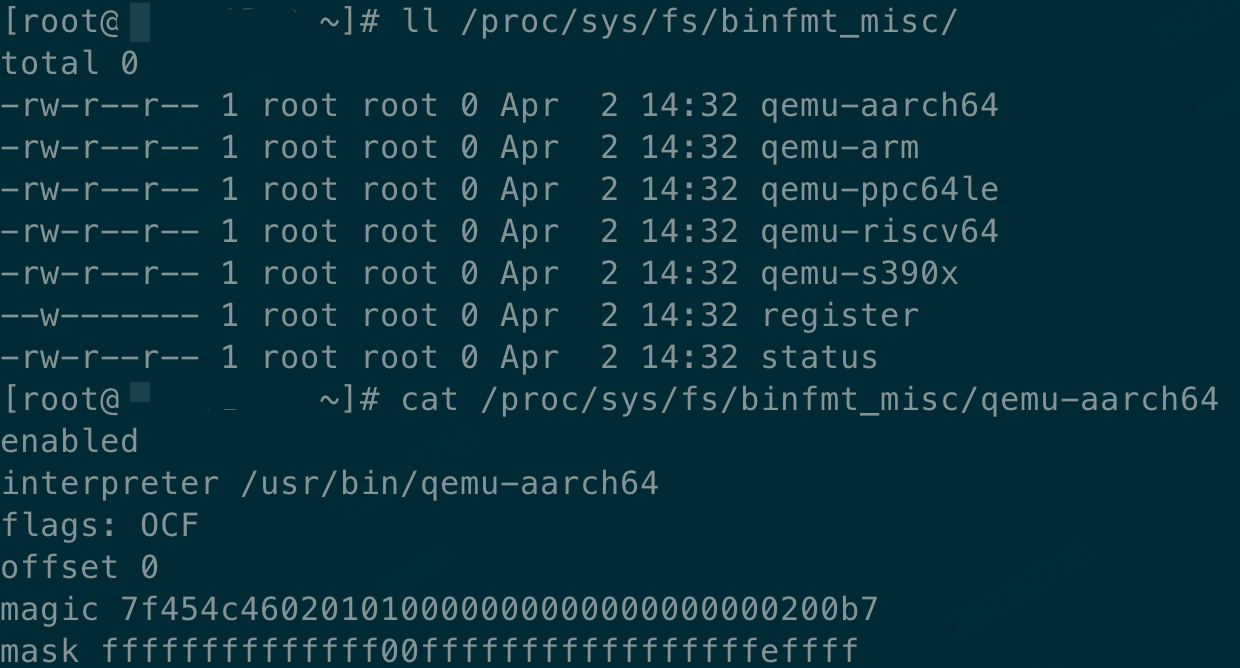 [root@ ~]# ll /proc/sys/fs/binfmt_misc/
total 0
-rw-r--r-- 1 root root 0 Apr  2 14:32 qemu-aarch64
-rw-r--r-- 1 root root 0 Apr  2 14:32 qemu-arm
-rw-r--r-- 1 root root 0 Apr  2 14:32 qemu-ppc64le
-rw-r--r-- 1 root root 0 Apr  2 14:32 qemu-riscv64
-rw-r--r-- 1 root root 0 Apr  2 14:32 qemu-s390x
--w------- 1 root root 0 Apr  2 14:32 register
-rw-r--r-- 1 root root 0 Apr  2 14:32 status
[root@ ~]# cat /proc/sys/fs/binfmt_misc/qemu-aarch64
enabled
interpreter /usr/bin/qemu-aarch64
flags: OCF
offset 0
magic 7f454c460201010000000000000000000200b7
mask ffffffffffffff00fffffffffffffffffeffff